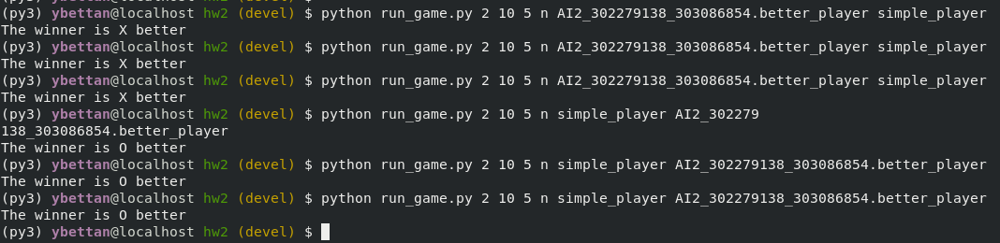 (py3) ybettan@localhost hw2 (devel) $ python run_game.py 2 10 5 n AI2_302279138_303086854.better_player simple_player
The winner is X better
(py3) ybettan@localhost hw2 (devel) $ python run_game.py 2 10 5 n AI2_302279138_303086854.better_player simple_player
The winner is X better
(py3) ybettan@localhost hw2 (devel) $ python run_game.py 2 10 5 n AI2_302279138_303086854.better_player simple_player
The winner is X better
(py3) ybettan@localhost hw2 (devel) $ python run_game.py 2 10 5 n simple_player AI2_302279
138_303086854.better_player
The winner is O better
(py3) ybettan@localhost hw2 (devel) $ python run_game.py 2 10 5 n simple_player AI2_302279138_303086854.better_player
The winner is O better
(py3) ybettan@localhost hw2 (devel) $ python run_game.py 2 10 5 n simple_player AI2_302279138_303086854.better_player
The winner is O better
(py3) ybettan@localhost hw2 (devel) $